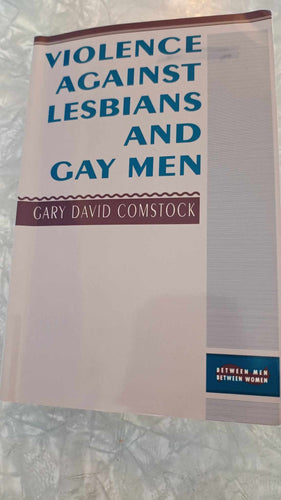 VIOLENCE
AGAINST
LESBIANS
AND
GAY MEN
GARY DAVID COMSTOCK
BETWEEN MEN
BETWEEN WOMEN